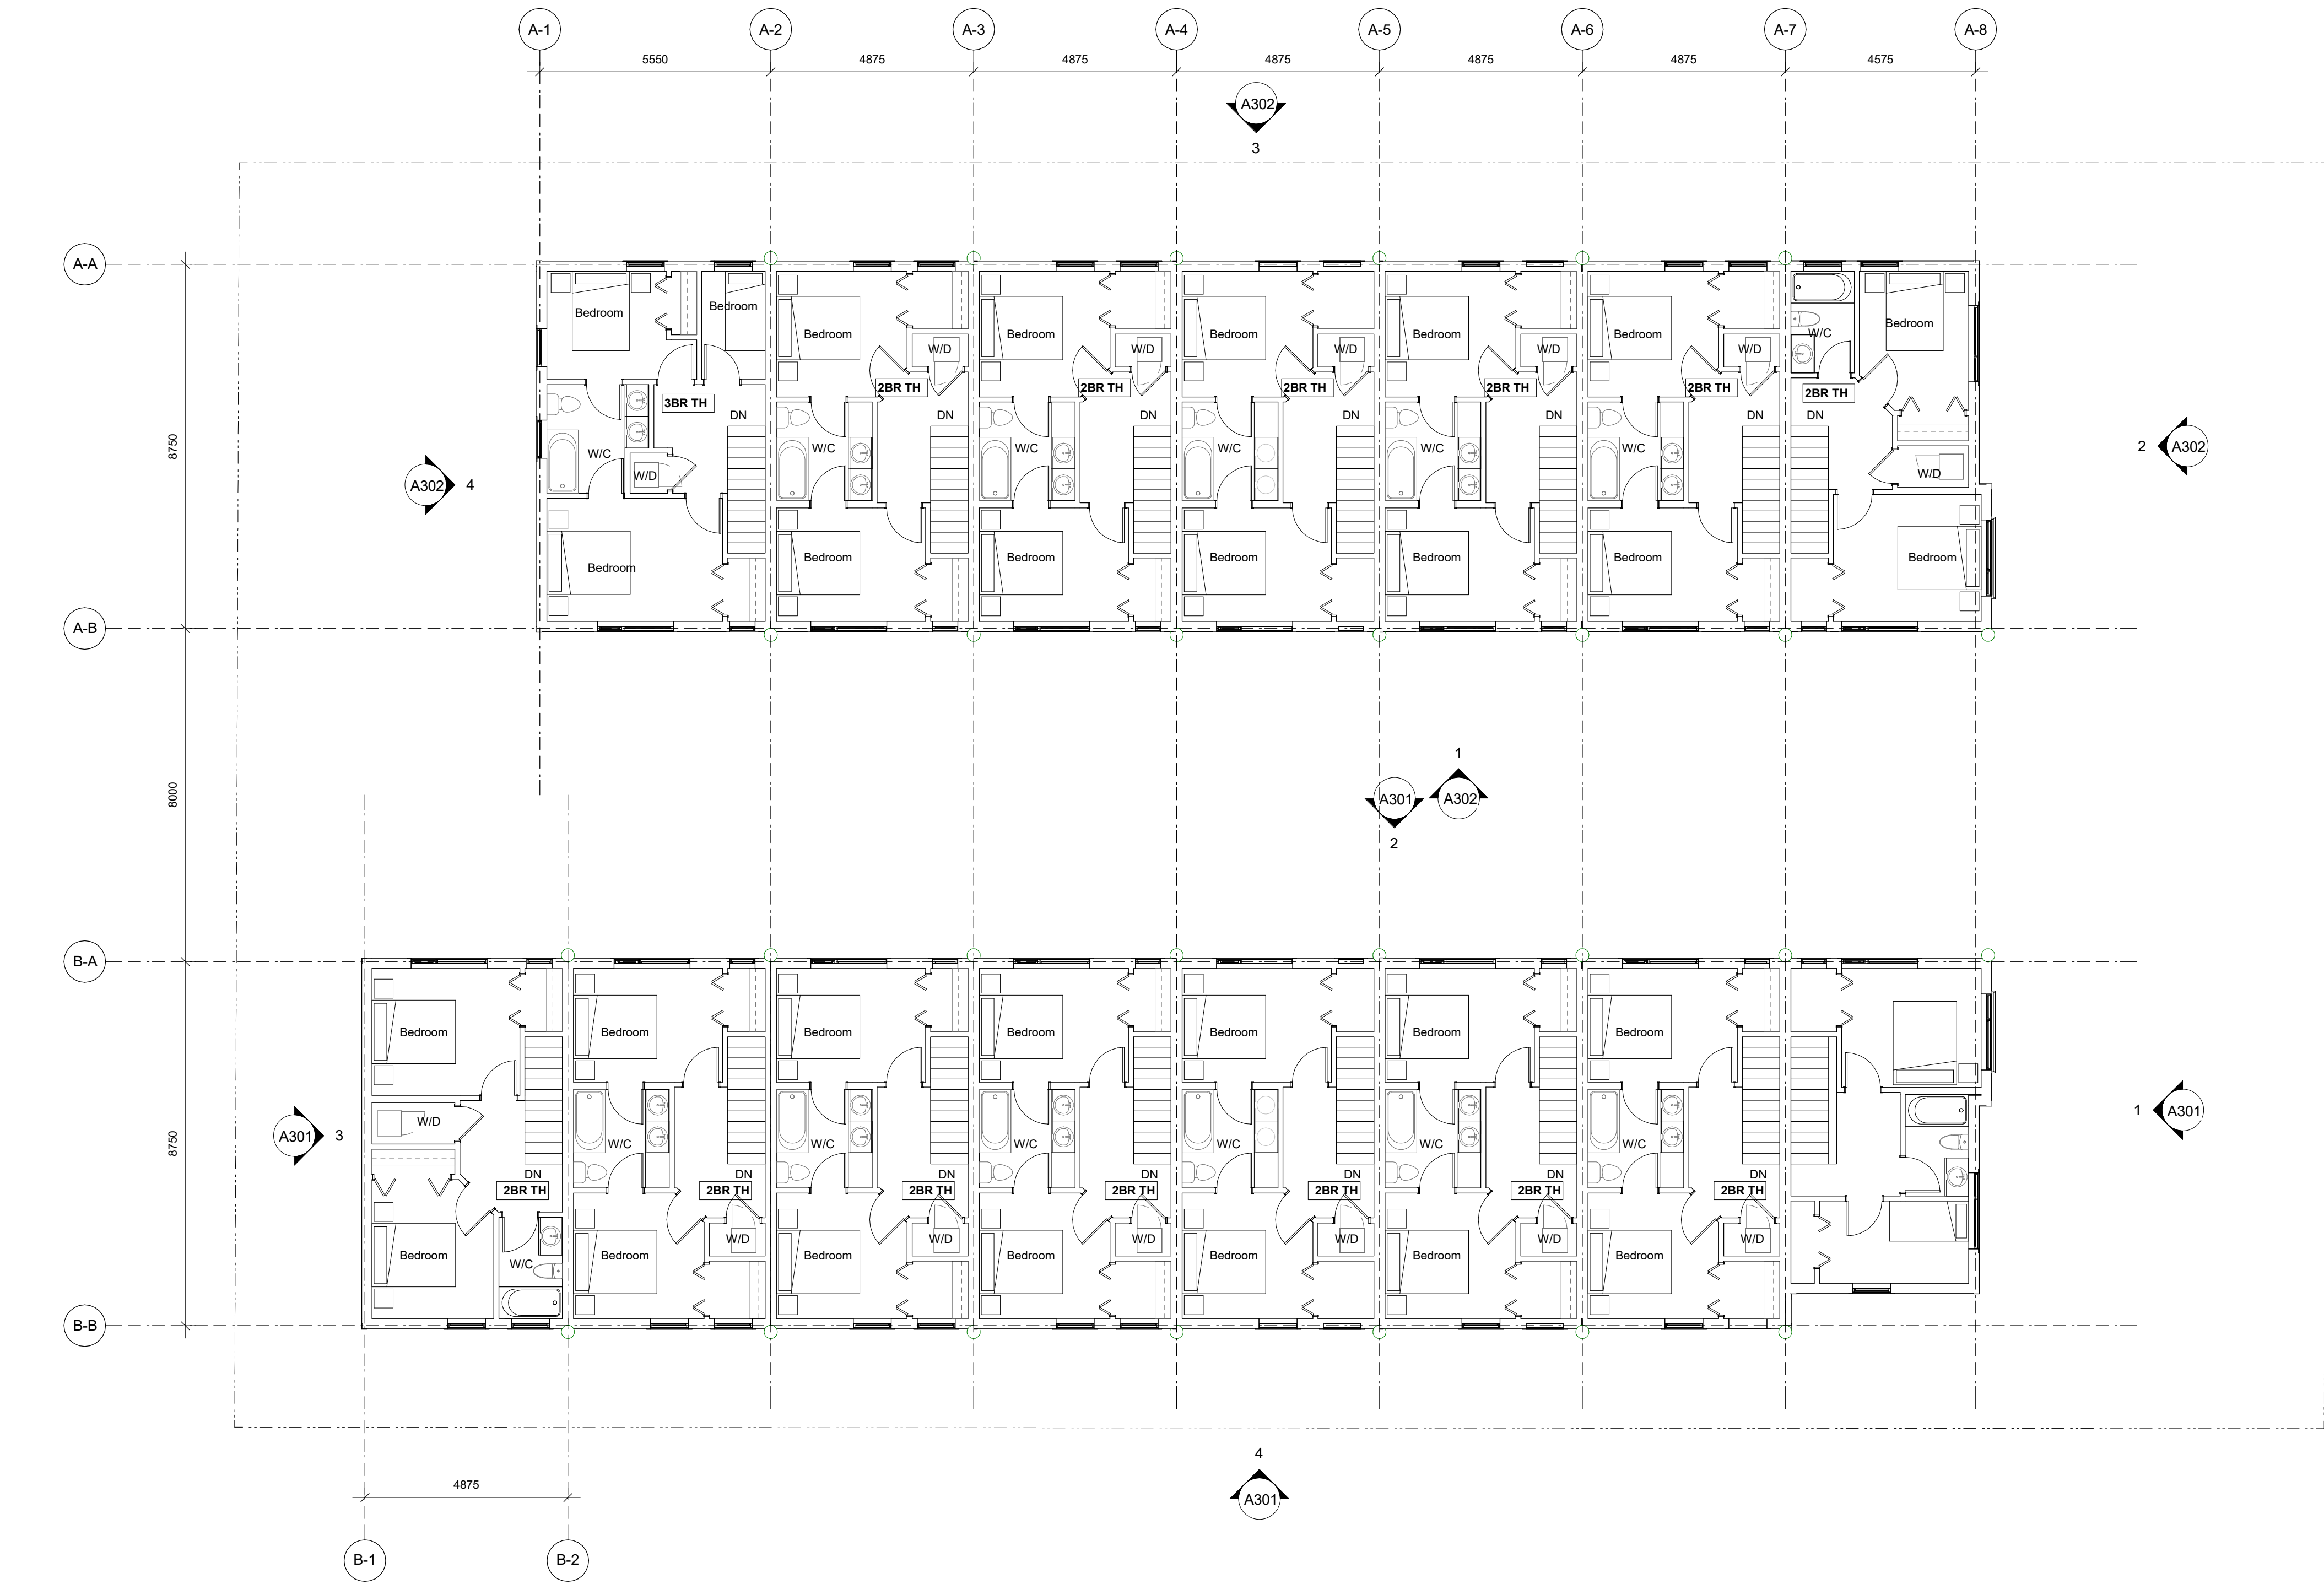 A-1 A-2 A-3 A-4 A-5 A-6 A-7 A-8
5550 4875 4875 4875 4875 4875 4575
A302
3
A-A
Bedroom Bedroom
Bedroom Bedroom Bedroom Bedroom Bedroom Bedroom
W/C
W/D W/D W/D W/D W/D
3BR TH 2BR TH 2BR TH 2BR TH 2BR TH 2BR TH 2BR TH
DN DN DN DN DN DN DN
8750
W/C W/C W/C W/C W/C W/C
W/D W/D
A302 4
2 A302
Bedroom Bedroom Bedroom Bedroom Bedroom Bedroom Bedroom
A-B
8000
1
A301 A302
2
B-A
Bedroom Bedroom Bedroom Bedroom Bedroom Bedroom Bedroom
W/D
1 A301
A301 3
8750
W/C W/C W/C W/C W/C W/C
DN DN DN DN DN DN DN
2BR TH 2BR TH 2BR TH 2BR TH 2BR TH 2BR TH 2BR TH
W/D W/D W/D W/D W/D W/D
Bedroom Bedroom Bedroom Bedroom Bedroom Bedroom Bedroom
W/C
B-B
4
A301
4875
B-1 B-2